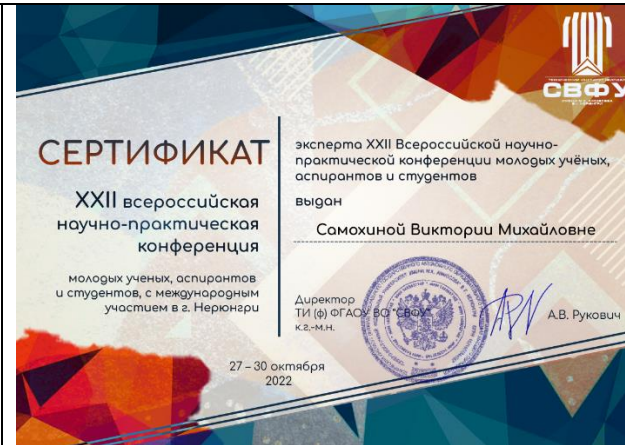 СВФУ
СЕРТИФИКАТ
XXII всероссийская
научно-практическая
конференция
молодых ученых, аспирантов
и студентов, с международным
участием в г. Нерюнгри
27 – 30 октября
2022
эксперта XXII Всероссийской научно-
практической конференции молодых учёных,
аспирантов и студентов
выдан
Самохиной Виктории Михайловне
Директор
ТИ (ф) ФГАОУ ВО "СВФУ",
к.г.-м.н.
А.В. Рукович